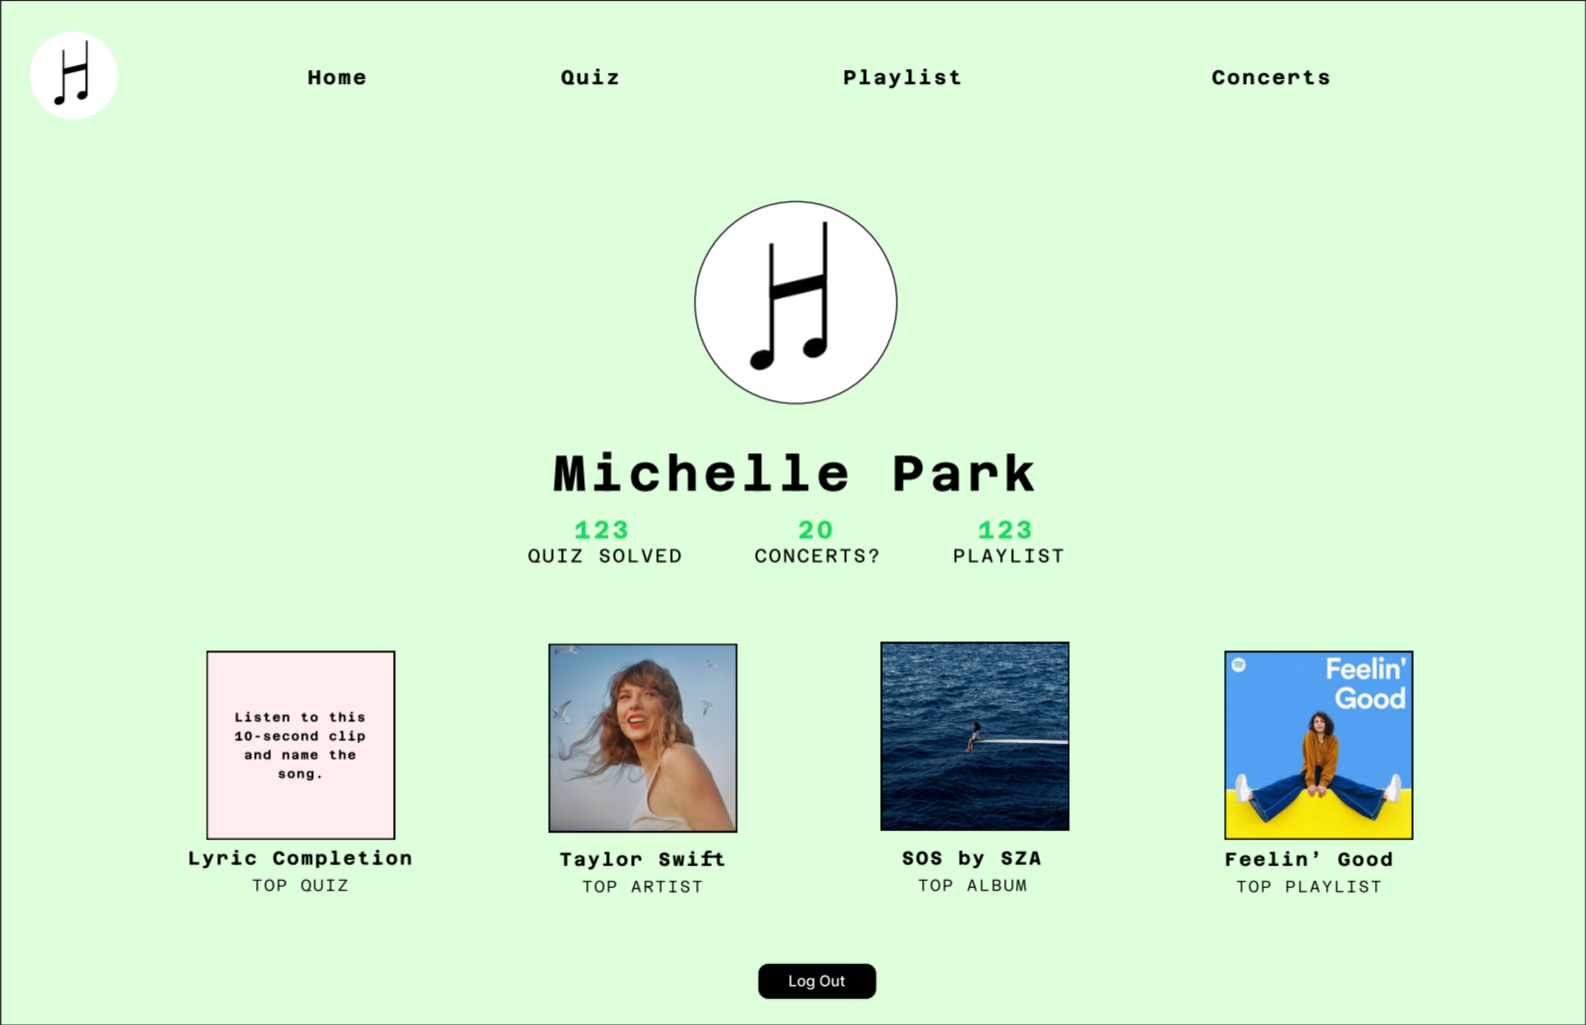 Home Quiz Playlist Concerts
Michelle Park
123 20 123
QUIZ SOLVED CONCERTS? PLAYLIST
Listen to this
10-second clip
and name the
song.
Feelin'
Good
Lyric Completion Taylor Swift SOS by SZA Feelin’ Good
TOP QUIZ TOP ARTIST TOP ALBUM TOP PLAYLIST
Log Out